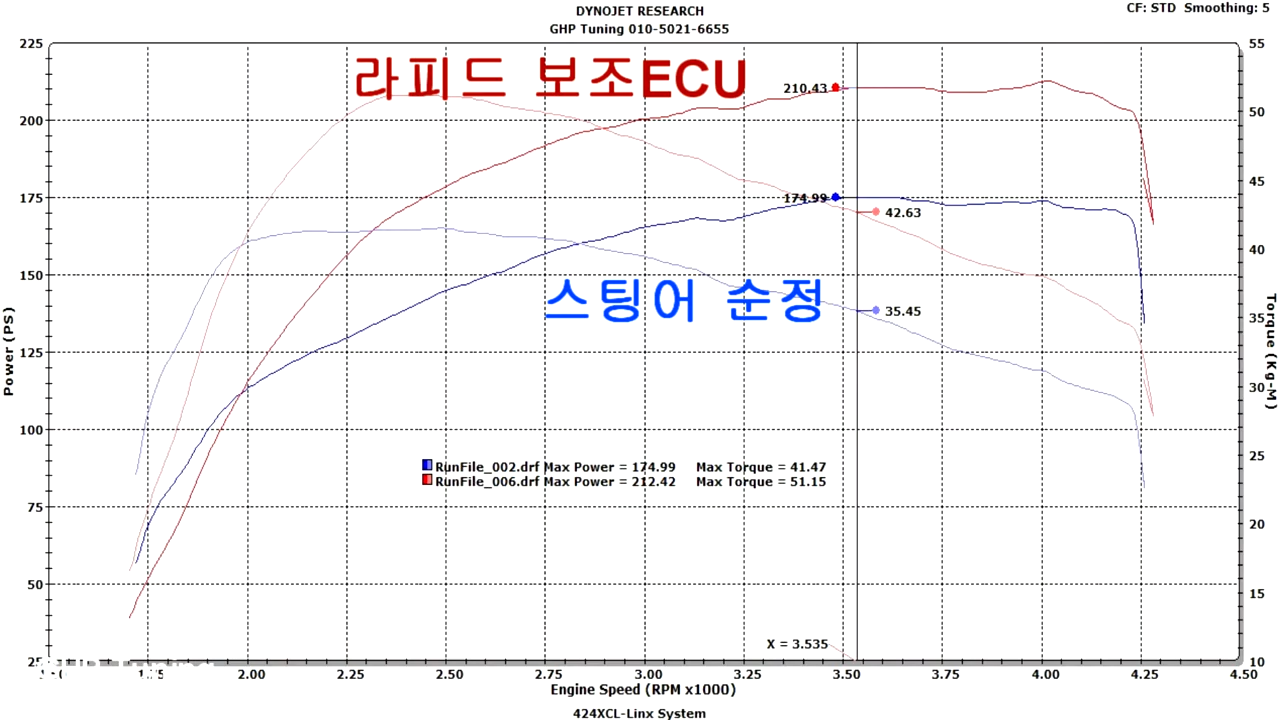 DYNOJET RESEARCH
CF: STD Smoothing: 5
GHP Tuning 010-5021-6655
225
55
라피드 보조ECU
210.43
200
50
45
175
174.99
42.63
40
150
스팅어 순정
35.45
35
125
Power (PS)
Torque (Kg-M)
30
100
RunFile_002.drf Max Power = 174.99 Max Torque = 41.47
RunFile_006.drf Max Power = 212.42 Max Torque = 51.15
25
75
20
50
15
X = 3.535
10
2.00 2.25 2.50 2.75 3.00 3.25 3.50 3.75 4.00 4.25 4.50
Engine Speed (RPM x1000)
424XCL-Linx System